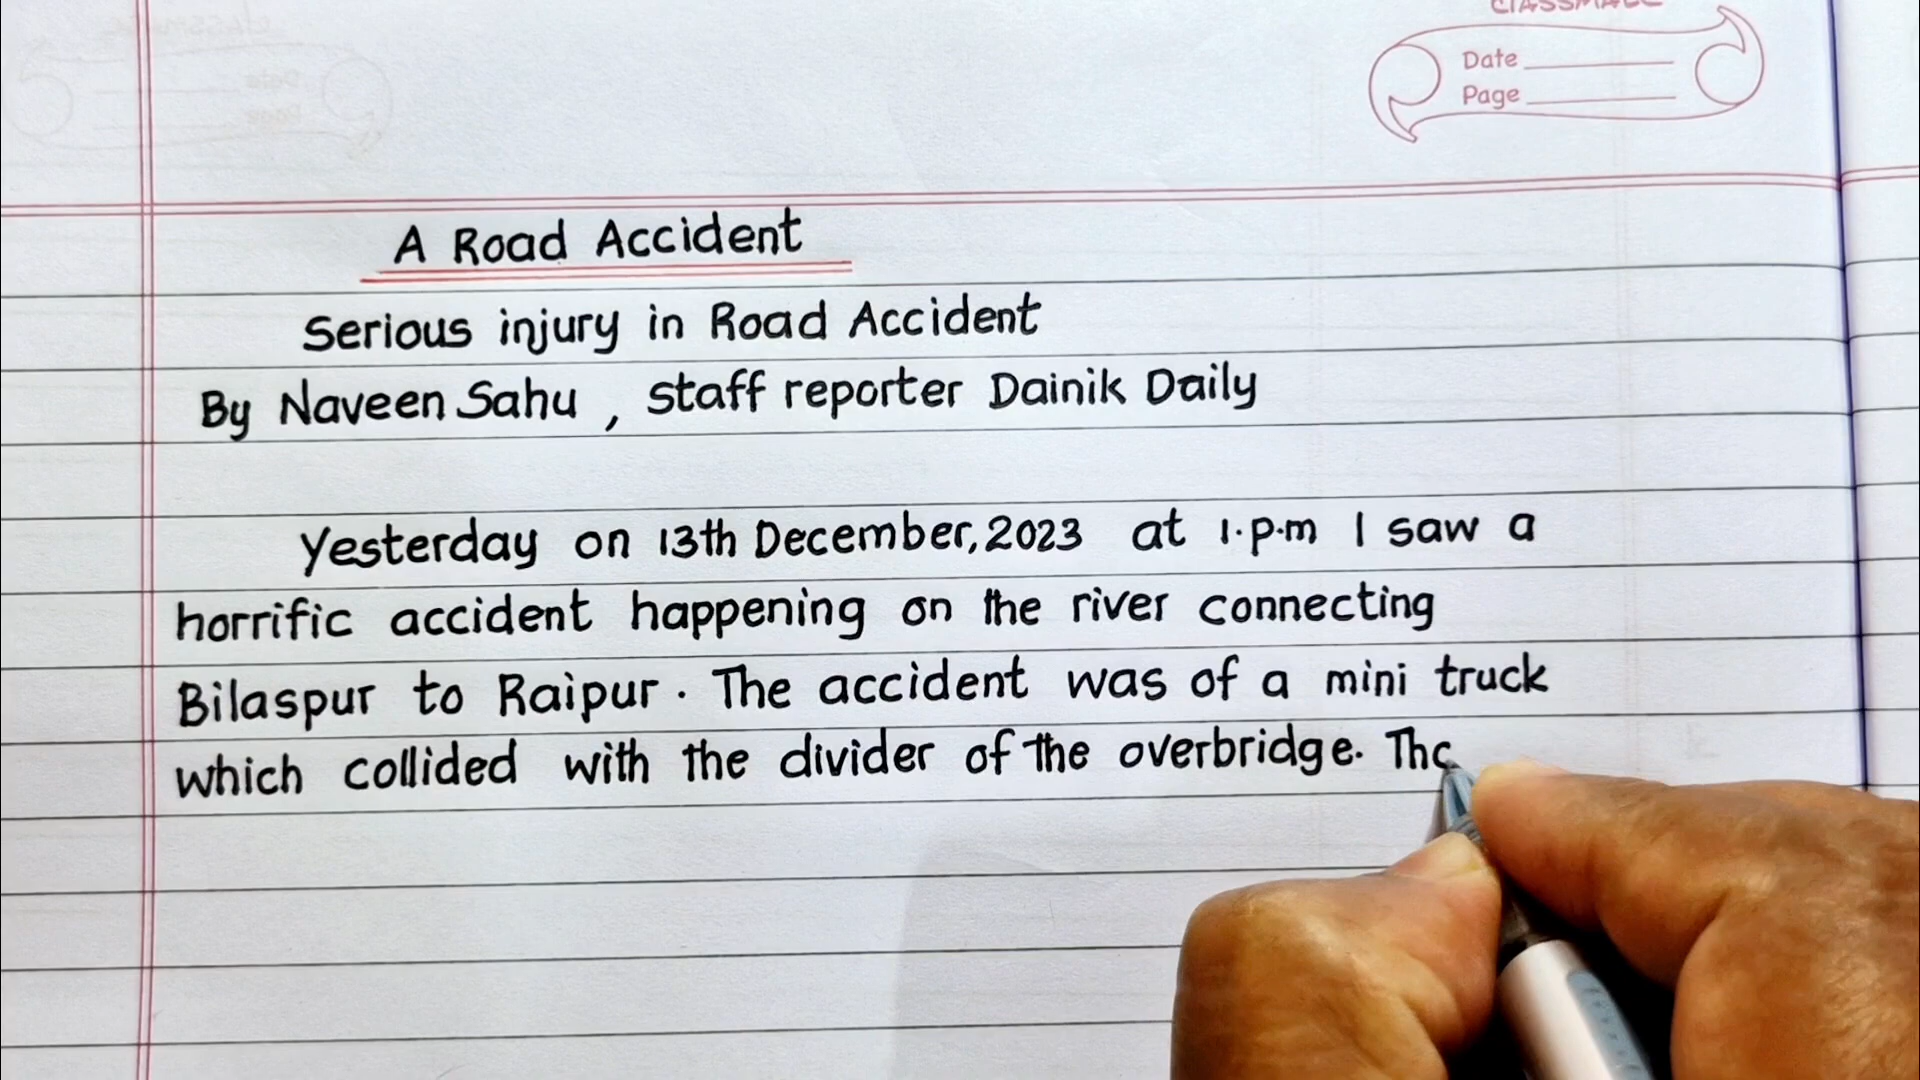 CLASSMATE
Date
Page
A Road Accident
Serious injury in Road Accident
By Naveen Sahu , staff reporter Dainik Daily
Yesterday on 13th December, 2023 at 1.p.m I saw a
horrific accident happening on the river connecting
Bilaspur to Raipur. The accident was of a mini truck
which collided with the divider of the overbridge. The